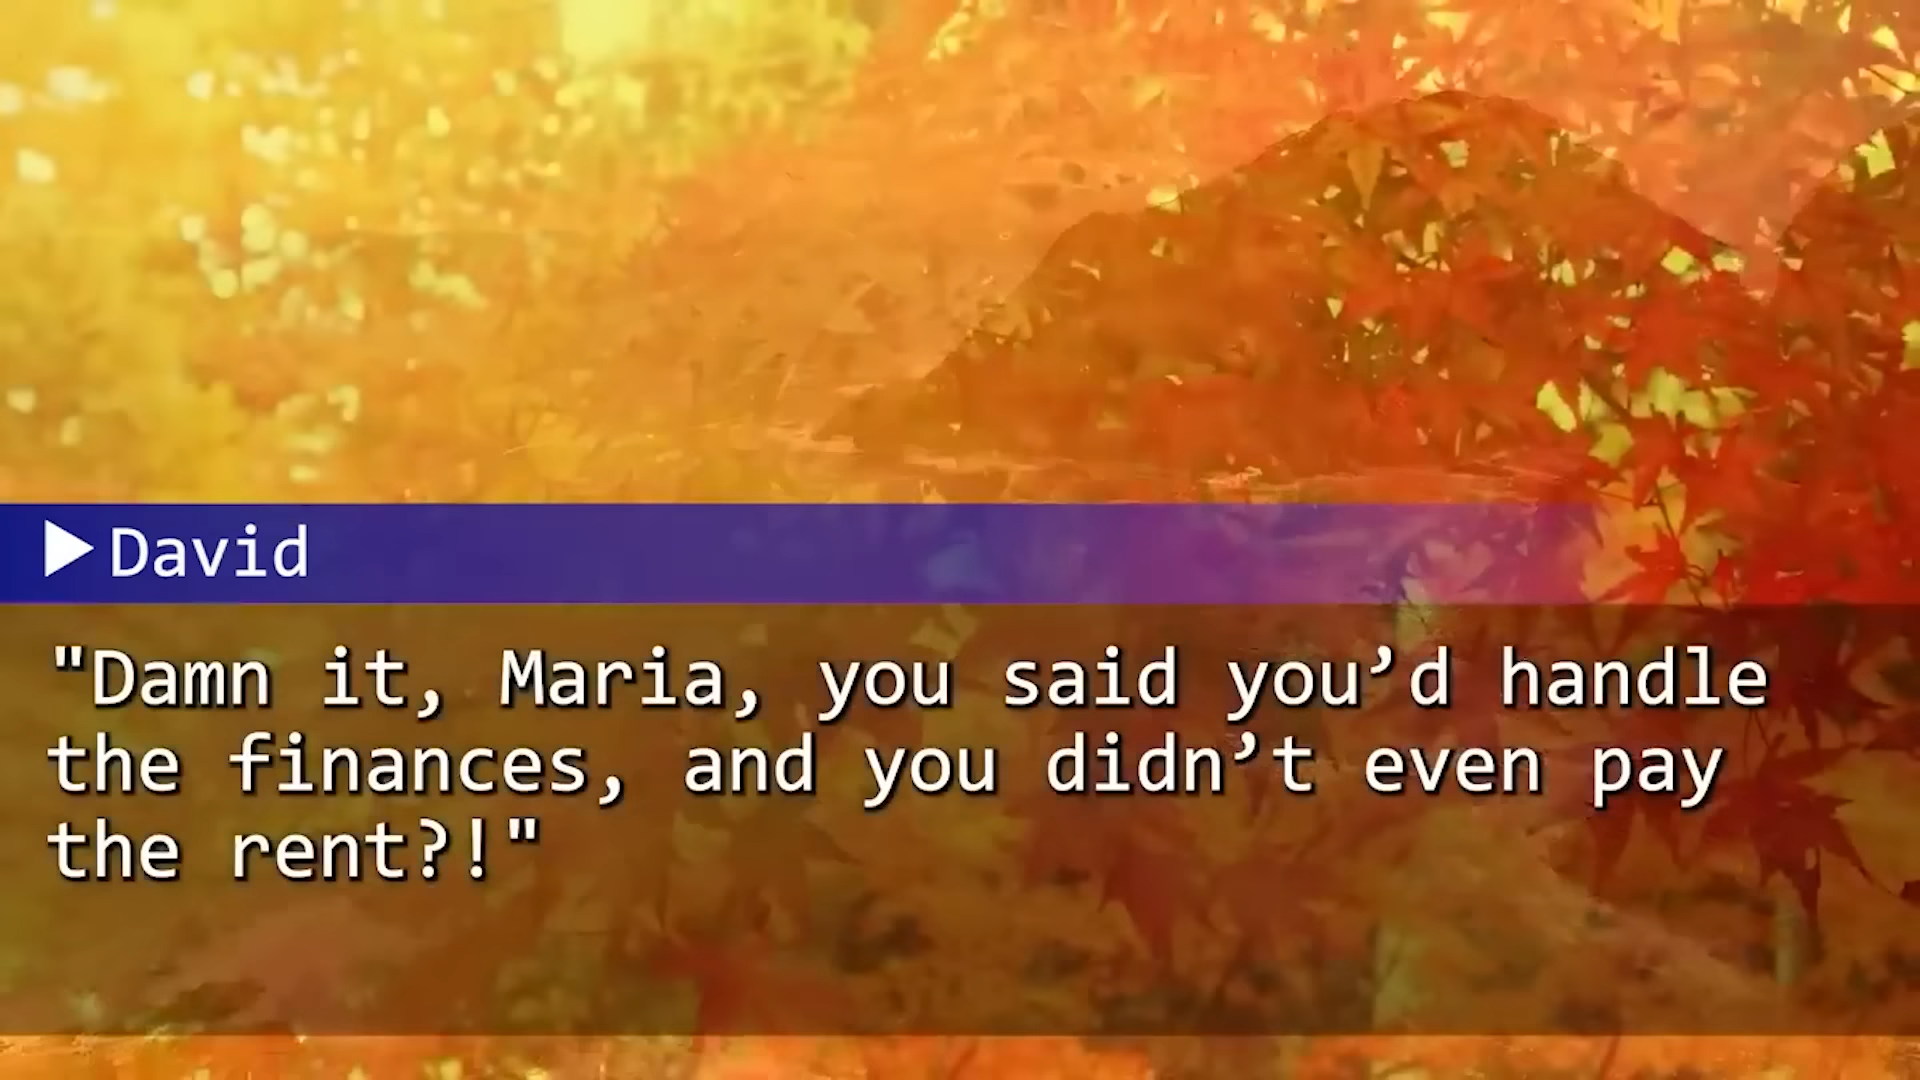 ▶David
"Damn it, Maria, you said you’d handle
the finances, and you didn’t even pay
the rent?!"